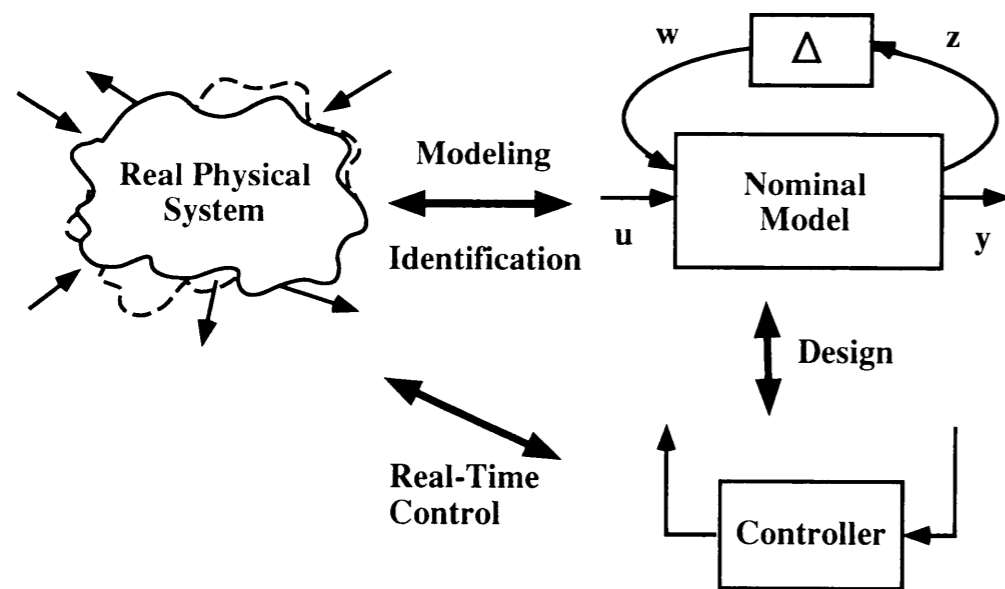 w
Δ
z
Real Physical
System
Modeling
Identification
Nominal
Model
u
y
Design
Real-Time
Control
Controller